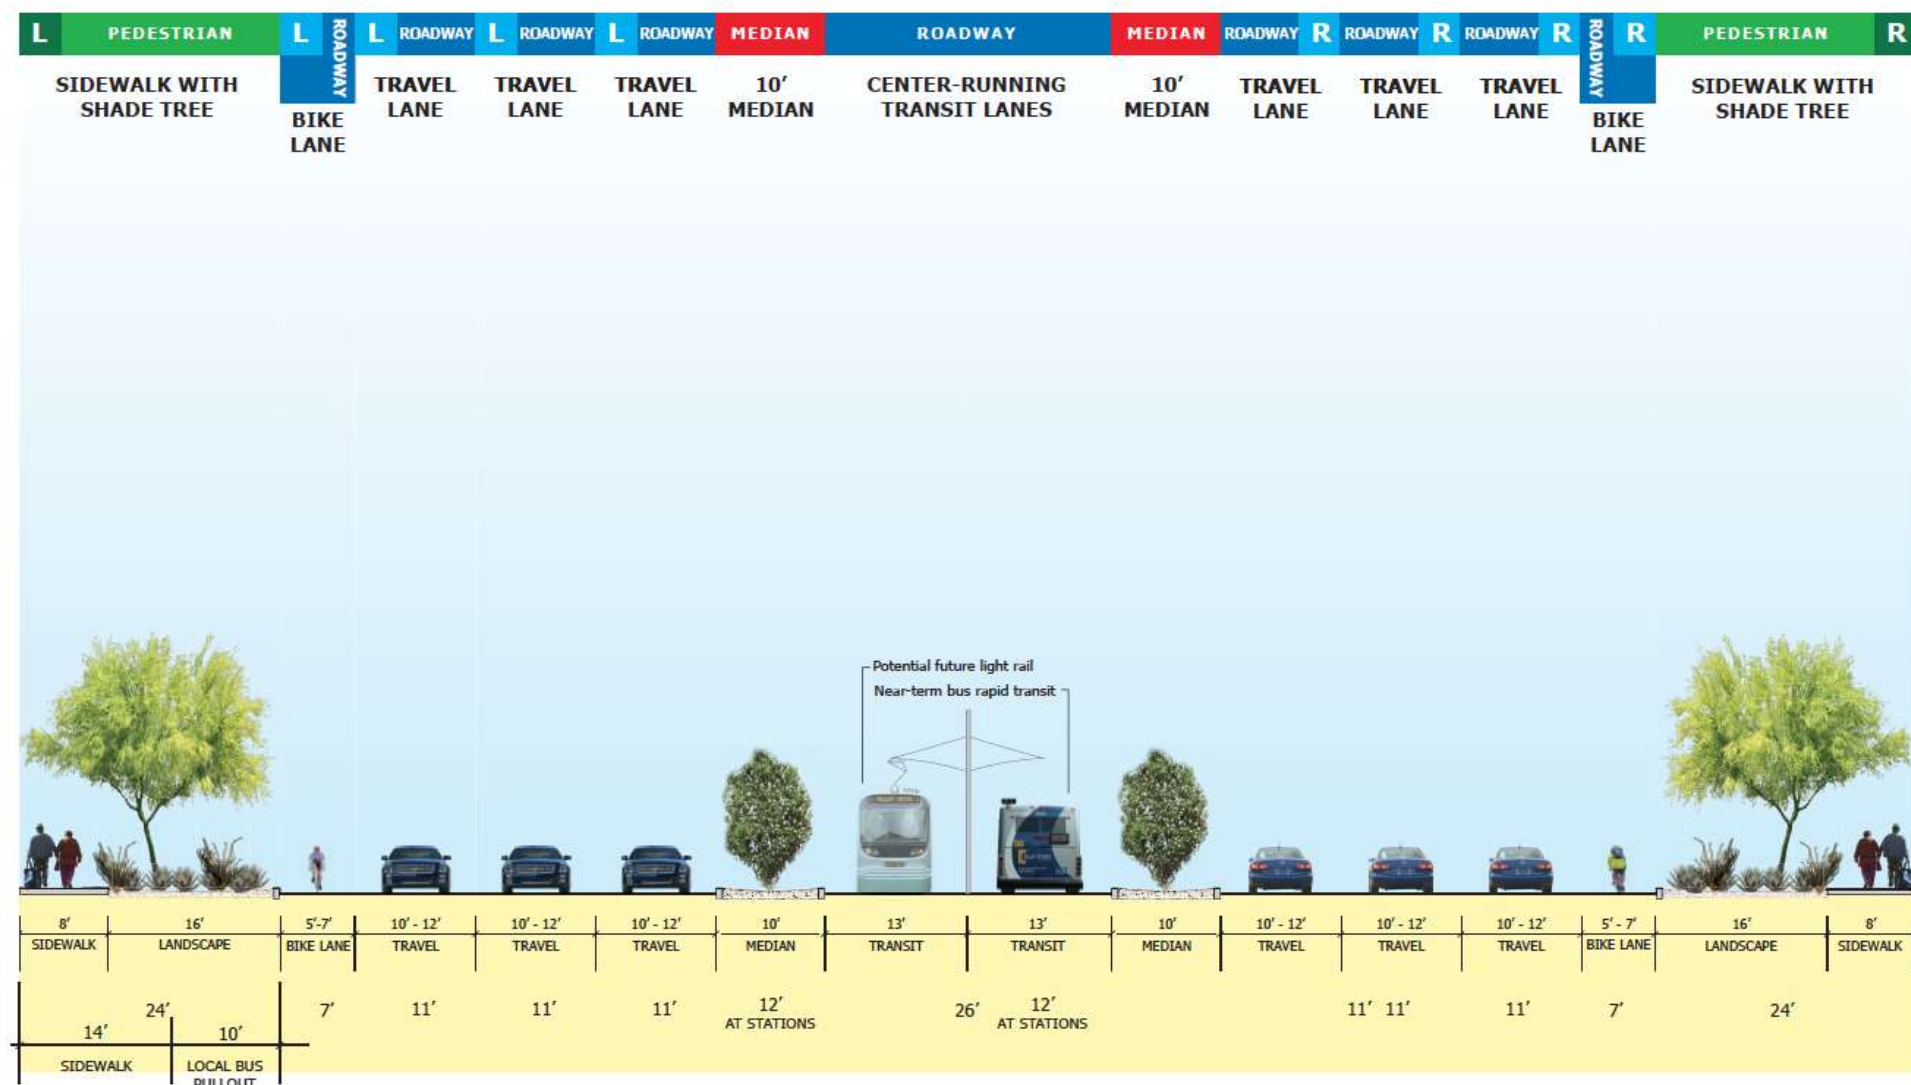 L PEDESTRIAN L ROADWAY L ROADWAY L ROADWAY L ROADWAY MEDIAN ROADWAY MEDIAN ROADWAY R ROADWAY R ROADWAY R ROADWAY R PEDESTRIAN R
SIDEWALK WITH
SHADE TREE
BIKE
LANE
TRAVEL
LANE
TRAVEL
LANE
TRAVEL
LANE
10′
MEDIAN
CENTER-RUNNING
TRANSIT LANES
10′
MEDIAN
TRAVEL
LANE
TRAVEL
LANE
TRAVEL
LANE
BIKE
LANE
SIDEWALK WITH
SHADE TREE
Potential future light rail
Near-term bus rapid transit
8′ 16′ 5′-7′ 10′ - 12′ 10′ - 12′ 10′ - 12′ 10′ 13′ 13′ 10′ 10′ - 12′ 10′ - 12′ 10′ - 12′ 5′ - 7′ 16′ 8′
SIDEWALK LANDSCAPE BIKE LANE TRAVEL TRAVEL TRAVEL MEDIAN TRANSIT TRANSIT MEDIAN TRAVEL TRAVEL TRAVEL BIKE LANE LANDSCAPE SIDEWALK
24′ 7′ 11′ 11′ 11′ 12′ 26′ 12′ 11′ 11′ 11′ 7′ 24′
AT STATIONS AT STATIONS
14′ 10′
SIDEWALK LOCAL BUS
PULLOUT